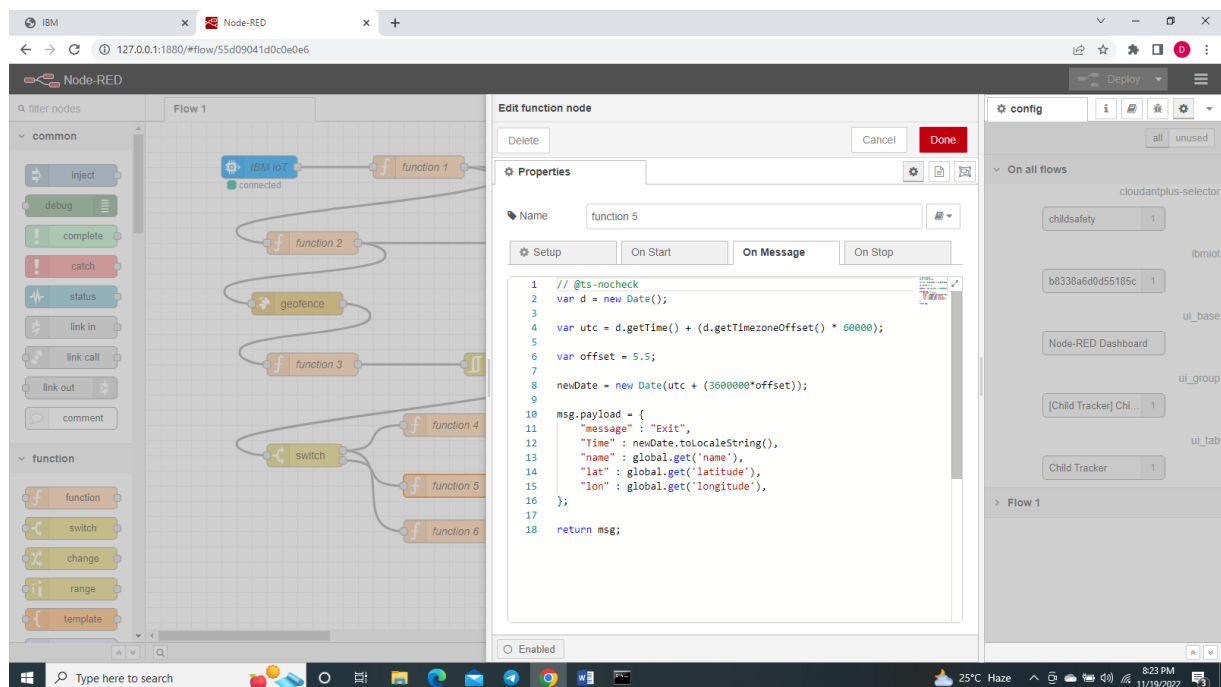 IBM
Node-RED
127.0.0.1:1880/#flow/55d09041d0c0e0e6
D
Node-RED
Deploy
filter nodes
Flow 1
Edit function node
config
i
common
Delete
Cancel
Done
all
unused
inject
IBM IoT
function 1
Properties
On all flows
connected
cloudantplus-selector
debug
Name
function 5
childsafety
1
complete
function 2
Setup
On Start
On Message
On Stop
ibmiot
catch
b8338a6d0d55185c
1
status
geofence
ui_base
link in
Node-RED Dashboard
link call
function 3
ui_group
link out
[Child Tracker] Chi...
1
comment
function 4
ui_tab
function
switch
Child Tracker
1
function
function 5
Flow 1
switch
function 6
change
range
template
1 // @ts-nocheck
2 var d = new Date();
3
4 var utc = d.getTime() + (d.getTimezoneOffset() * 60000);
5
6 var offset = 5.5;
7
8 newDate = new Date(utc + (3600000*offset));
9
10 msg.payload = {
11 "message" : "Exit",
12 "Time" : newDate.toLocaleString(),
13 "name" : global.get('name'),
14 "lat" : global.get('latitude'),
15 "lon" : global.get('longitude'),
16 };
17
18 return msg;
Enabled
Type here to search
25°C Haze
8:23 PM
11/19/2022